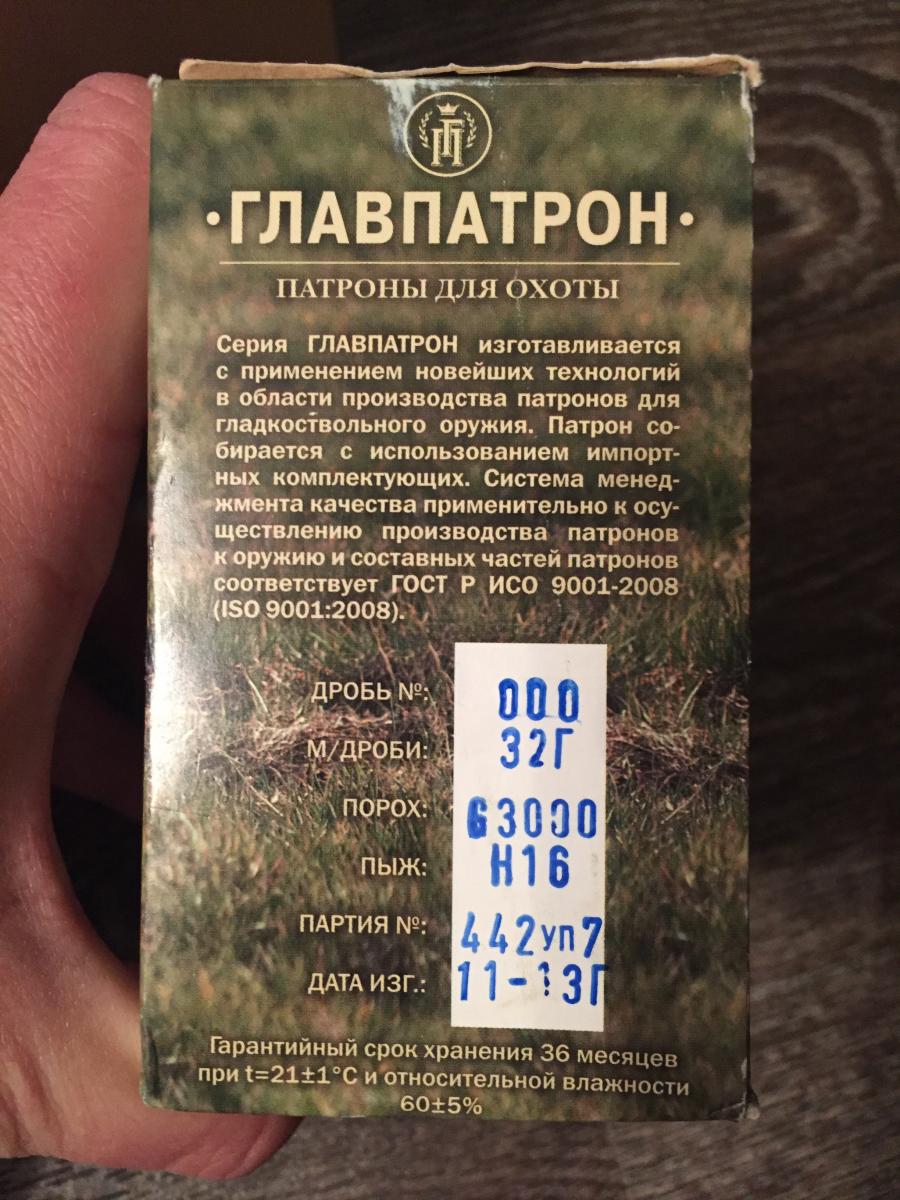 ГП
•ГЛАВПАТРОН•
ПАТРОНЫ ДЛЯ ОХОТЫ
Серия ГЛАВПАТРОН изготавливается
с применением новейших технологий
в области производства патронов для
гладкоствольного оружия. Патрон со-
бирается с использованием импорт-
ных комплектующих. Система менед-
жмента качества применительно к осу-
ществлению производства патронов
к оружию и составных частей патронов
соответствует ГОСТ Р ИСО 9001-2008
(ISO 9001:2008).
ДРОБЬ №: 000
М/ДРОБИ: 32Г
ПОРОХ: G3000
ПЫЖ: Н16
ПАРТИЯ №: 442уп7
ДАТА ИЗГ.: 11-13Г
Гарантийный срок хранения 36 месяцев
при t=21±1°С и относительной влажности
60±5%